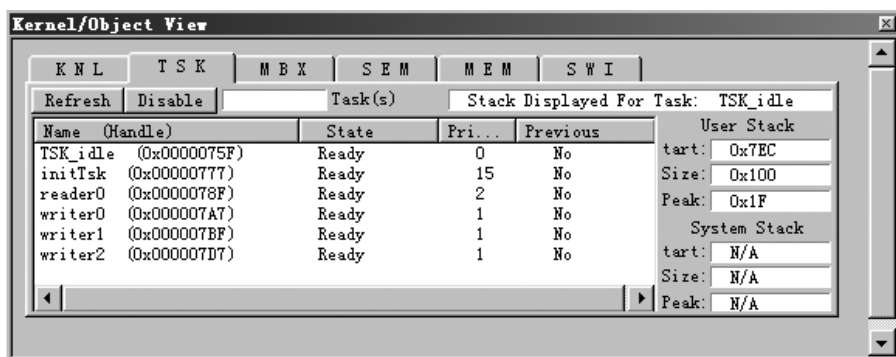 Kernel/Object View
KNL TSK MBX SEM MEM SWI
Refresh Disable Task(s) Stack Displayed For Task: TSK_idle
Name (Handle) State Pri... Previous
TSK_idle (0x0000075F) Ready 0 No
initTsk (0x00000777) Ready 15 No
reader0 (0x0000078F) Ready 2 No
writer0 (0x000007A7) Ready 1 No
writer1 (0x000007BF) Ready 1 No
writer2 (0x000007D7) Ready 1 No
User Stack
tart: 0x7EC
Size: 0x100
Peak: 0x1F
System Stack
tart: N/A
Size: N/A
Peak: N/A